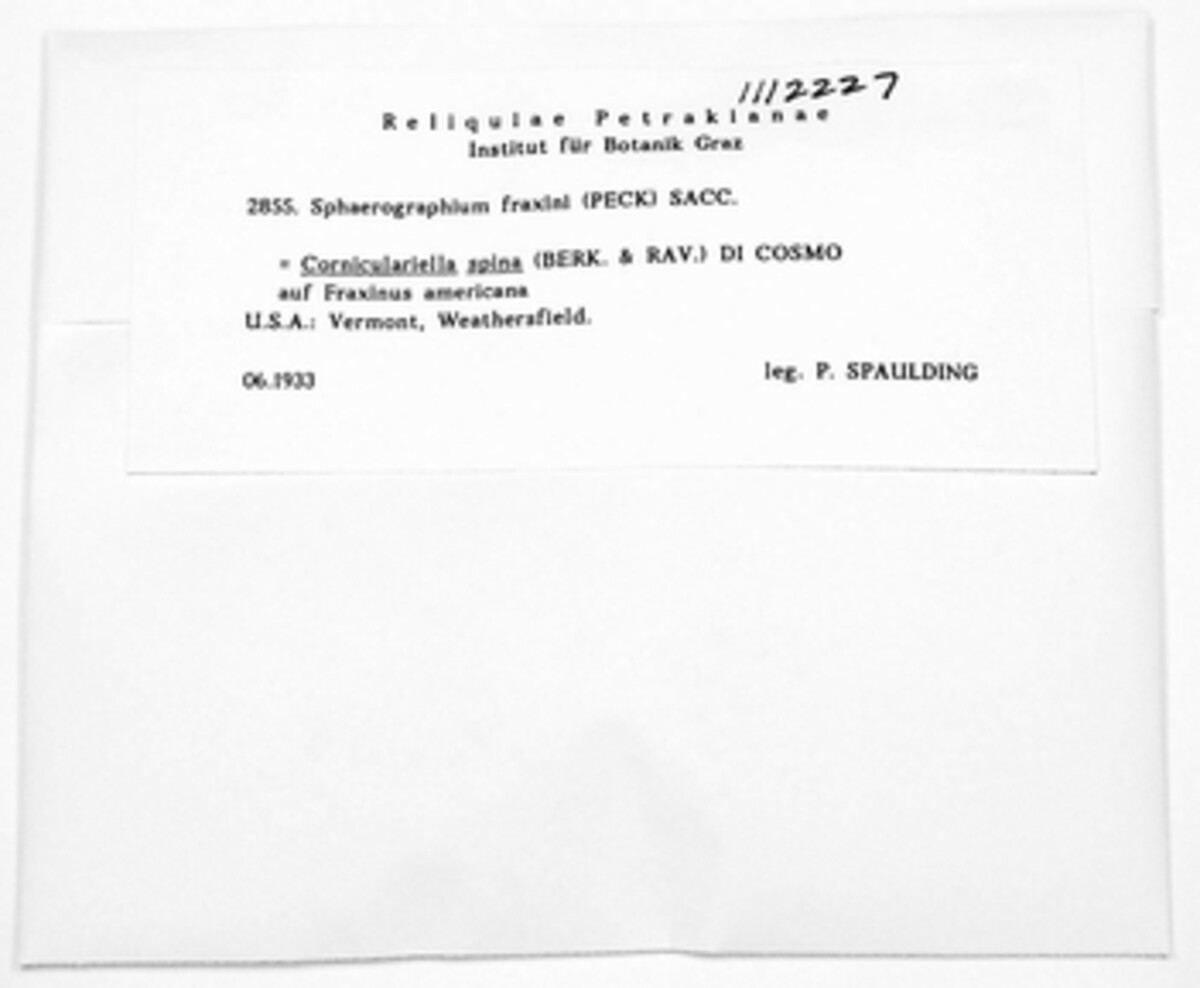 1112227
Reliquiae Petrakianae
Institut für Botanik Graz
2855. Sphaerographium fraxini (PECK) SACC.
= Corniculariella spina (BERK. & RAV.) DI COSMO
auf Fraxinus americana
U.S.A.: Vermont, Weathersfield.
06.1933 leg. P. SPAULDING